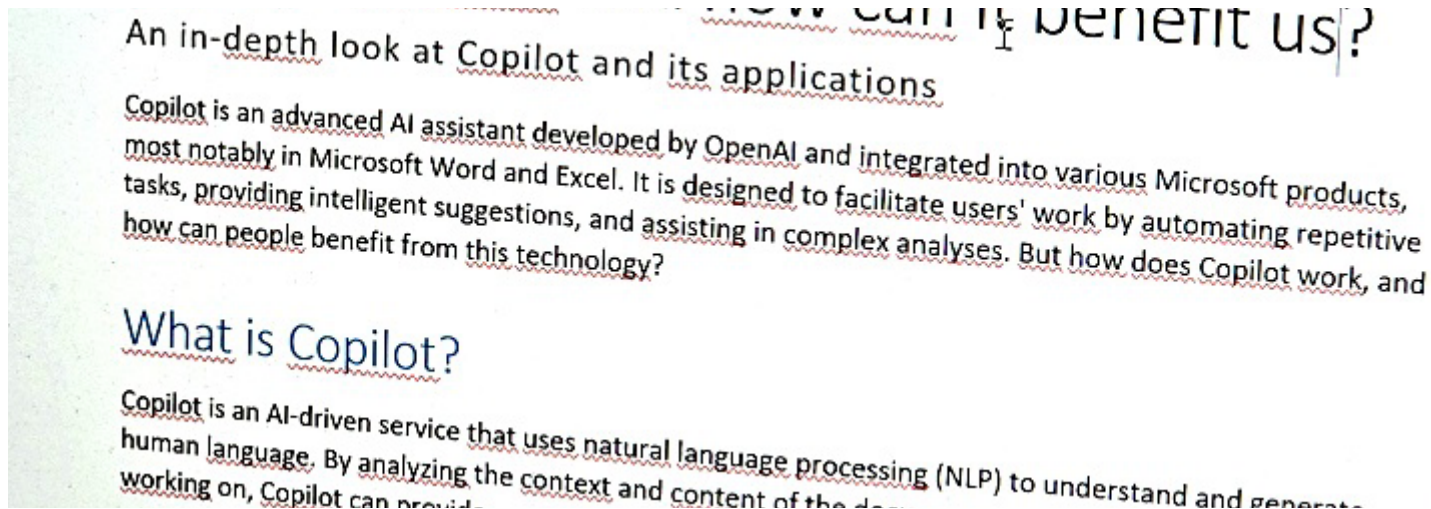 how can it benefit us?
An in-depth look at Copilot and its applications
Copilot is an advanced AI assistant developed by OpenAI and integrated into various Microsoft products,
most notably in Microsoft Word and Excel. It is designed to facilitate users' work by automating repetitive
tasks, providing intelligent suggestions, and assisting in complex analyses. But how does Copilot work, and
how can people benefit from this technology?
What is Copilot?
Copilot is an AI-driven service that uses natural language processing (NLP) to understand and generate
human language. By analyzing the context and content of the
working on, Copilot can